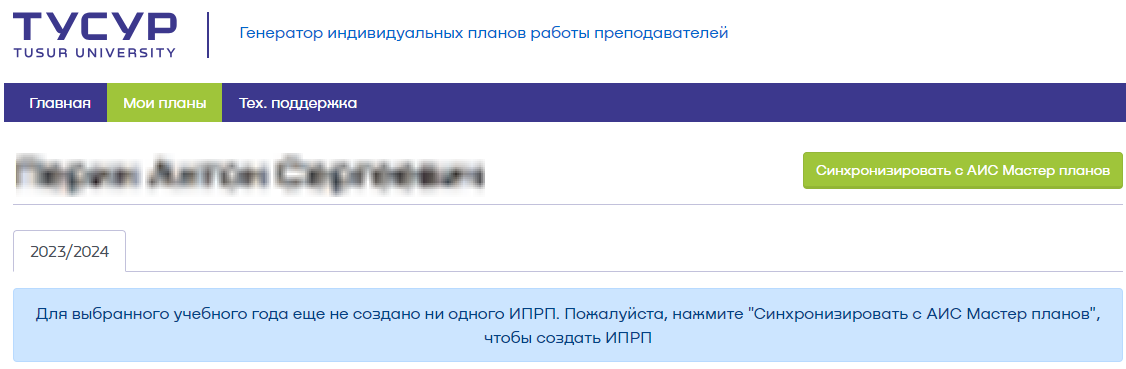 ТУСУР
TUSUR UNIVERSITY
Генератор индивидуальных планов работы преподавателей
Главная Мои планы Тех. поддержка
Синхронизировать с АИС Мастер планов
2023/2024
Для выбранного учебного года еще не создано ни одного ИПРП. Пожалуйста, нажмите "Синхронизировать с АИС Мастер планов",
чтобы создать ИПРП